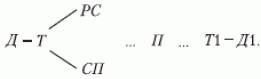 РС
Д – Т ... П ... Т1 – Д1.
СП